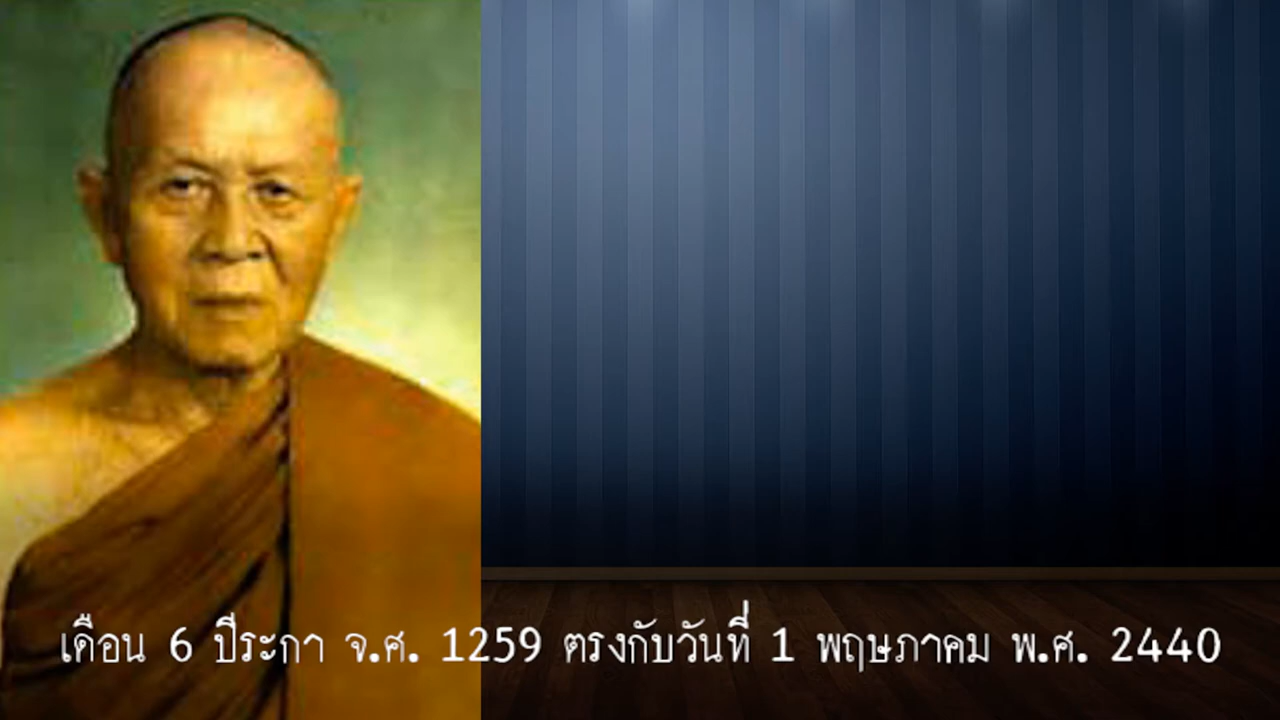 เดือน 6 ปีระกา จ.ศ. 1259 ตรงกับวันที่ 1 พฤษภาคม พ.ศ. 2440